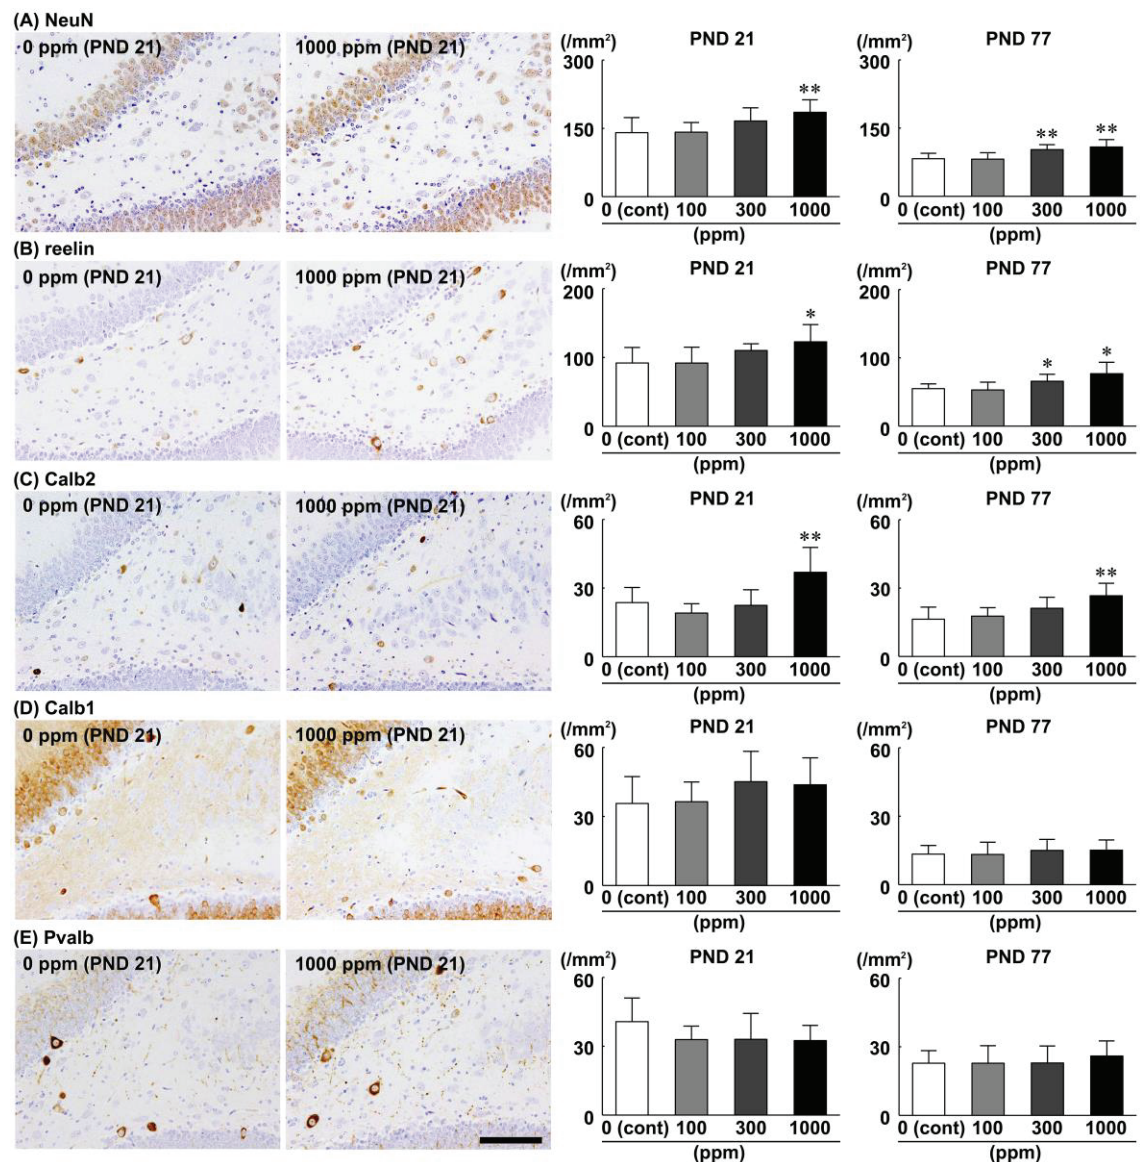 (A) NeuN
0 ppm (PND 21)
1000 ppm (PND 21)
(/mm²)
PND 21
300
150
0
**
0 (cont) 100 300 1000
(ppm)
(/mm²)
PND 77
300
150
0
** **
0 (cont) 100 300 1000
(ppm)
(B) reelin
0 ppm (PND 21)
1000 ppm (PND 21)
(/mm²)
PND 21
200
100
0
*
0 (cont) 100 300 1000
(ppm)
(/mm²)
PND 77
200
100
0
* *
0 (cont) 100 300 1000
(ppm)
(C) Calb2
0 ppm (PND 21)
1000 ppm (PND 21)
(/mm²)
PND 21
60
30
0
**
0 (cont) 100 300 1000
(ppm)
(/mm²)
PND 77
60
30
0
**
0 (cont) 100 300 1000
(ppm)
(D) Calb1
0 ppm (PND 21)
1000 ppm (PND 21)
(/mm²)
PND 21
60
30
0
0 (cont) 100 300 1000
(ppm)
(/mm²)
PND 77
60
30
0
0 (cont) 100 300 1000
(ppm)
(E) Pvalb
0 ppm (PND 21)
1000 ppm (PND 21)
(/mm²)
PND 21
60
30
0
0 (cont) 100 300 1000
(ppm)
(/mm²)
PND 77
60
30
0
0 (cont) 100 300 1000
(ppm)